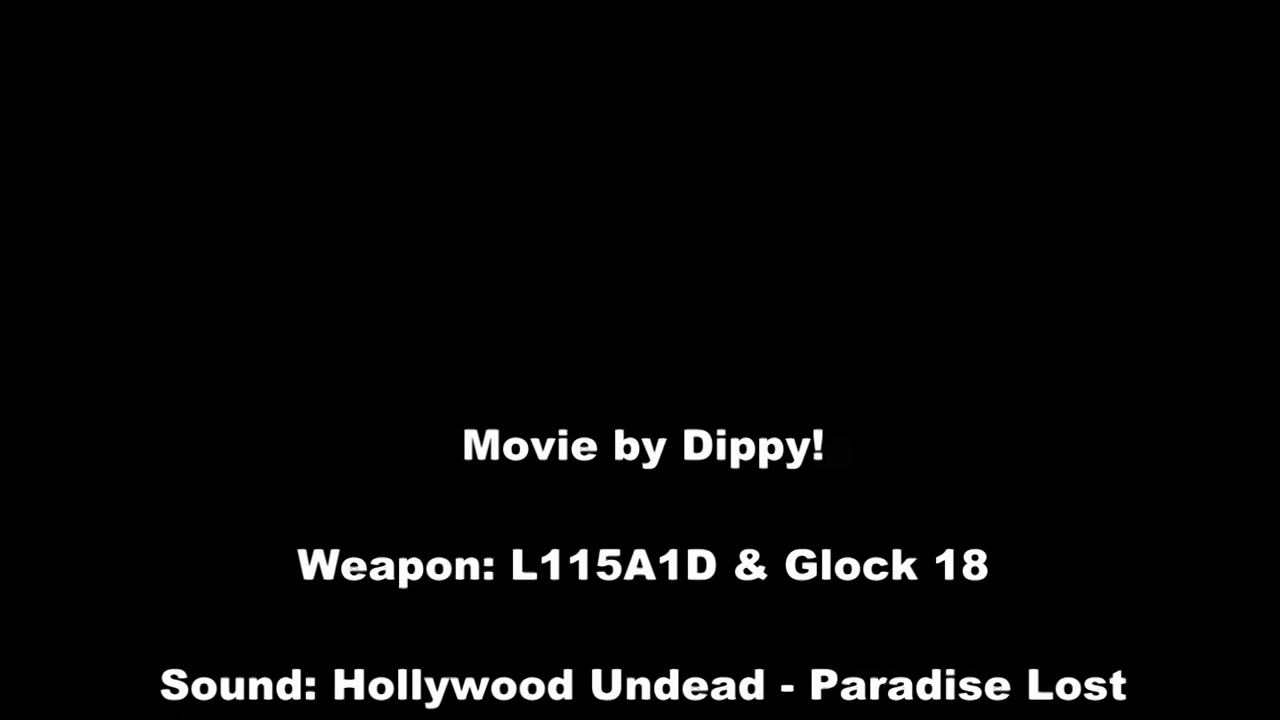 Movie by Dippy!
Weapon: L115A1D & Glock 18
Sound: Hollywood Undead - Paradise Lost